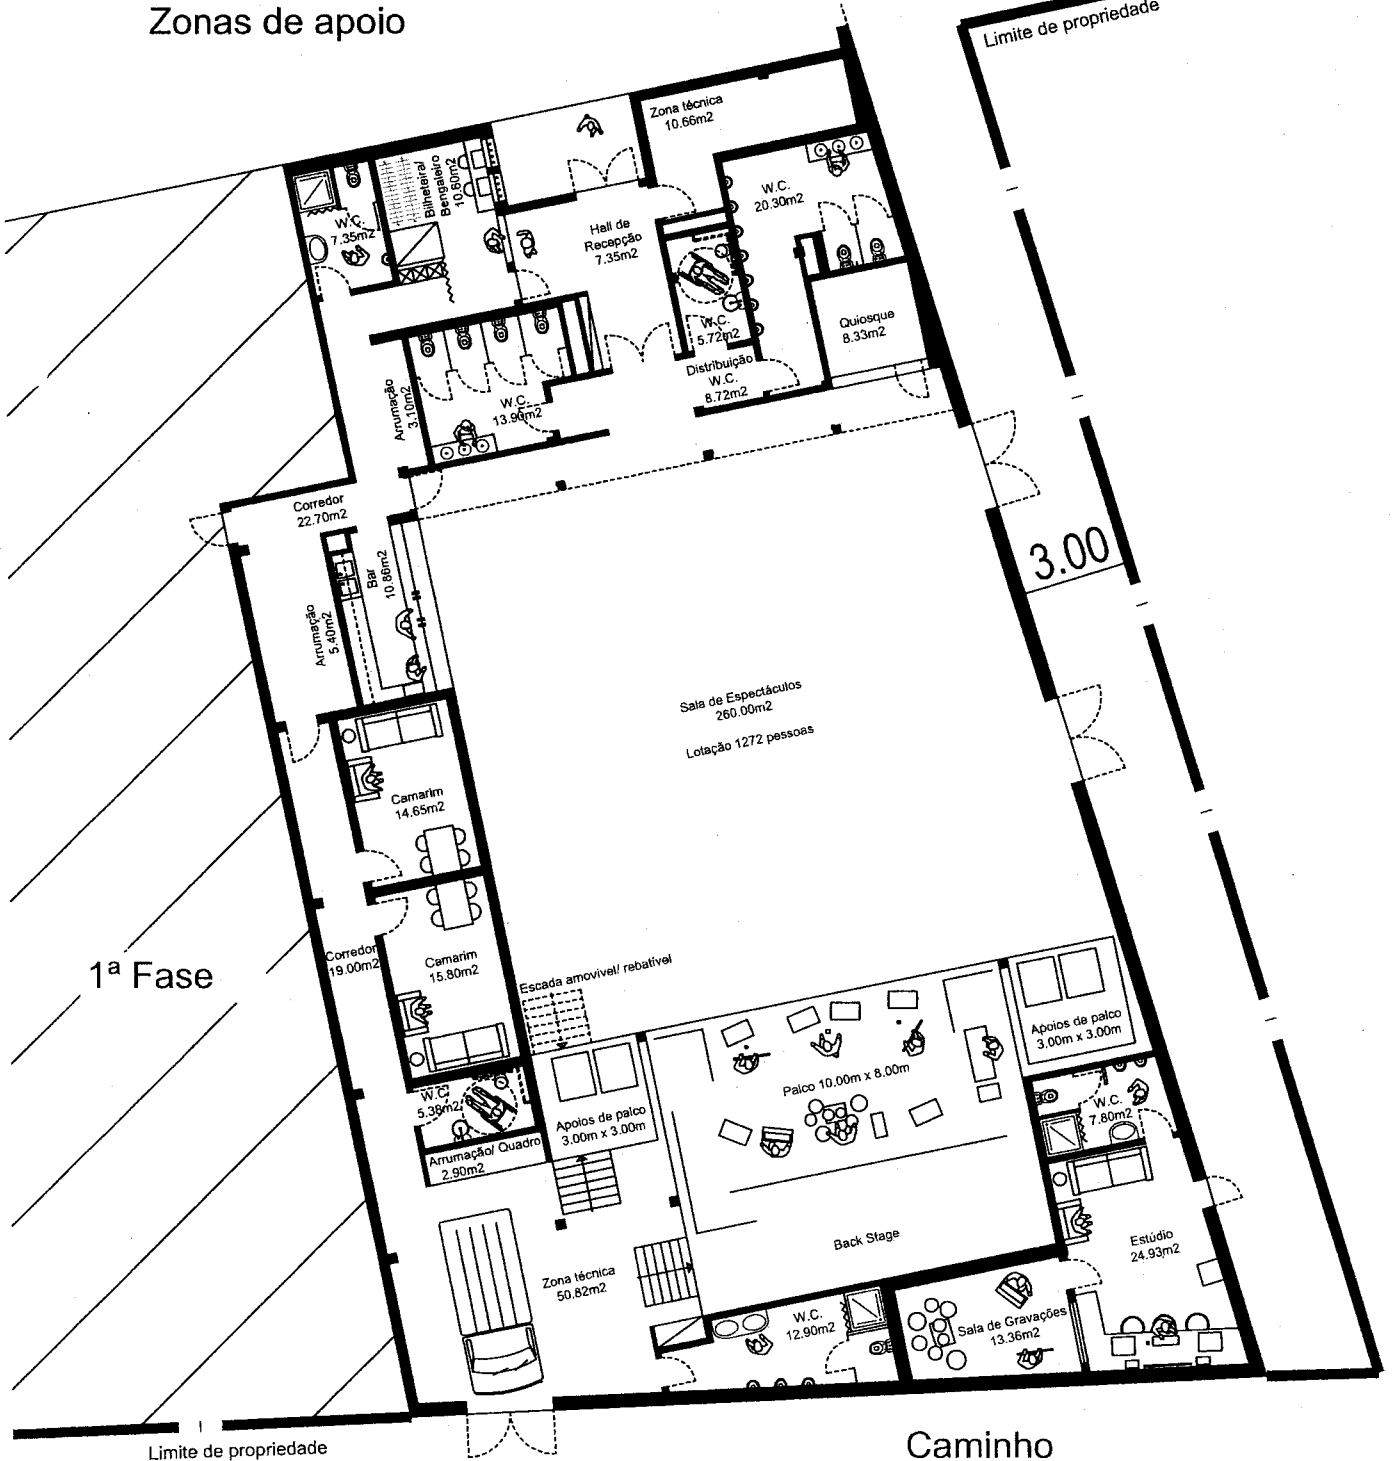 Zonas de apoio
Limite de propriedade
Zona técnica
10.66m2
W.C.
20.30m2
Bilheteira/
Bengaleiro
10.60m2
W.C.
7.35m2
Hall de
Recepção
7.35m2
W.C.
5.72m2
Quiosque
8.33m2
Distribuição
W.C.
8.72m2
Arrumação
3.10m2
W.C.
13.90m2
Corredor
22.70m2
Bar
10.86m2
3.00
Arrumação
5.40m2
Sala de Espectáculos
260.00m2
Lotação 1272 pessoas
Camarim
14.65m2
1ª Fase
Corredor
19.00m2
Camarim
15.80m2
Escada amovivel/ rebatível
Apoios de palco
3.00m x 3.00m
Palco 10.00m x 8.00m
W.C.
5.38m2
Apoios de palco
3.00m x 3.00m
W.C.
7.80m2
Arrumação/ Quadro
2.90m2
Back Stage
Estúdio
24.93m2
Zona técnica
50.82m2
W.C.
12.90m2
Sala de Gravações
13.36m2
Limite de propriedade
Caminho